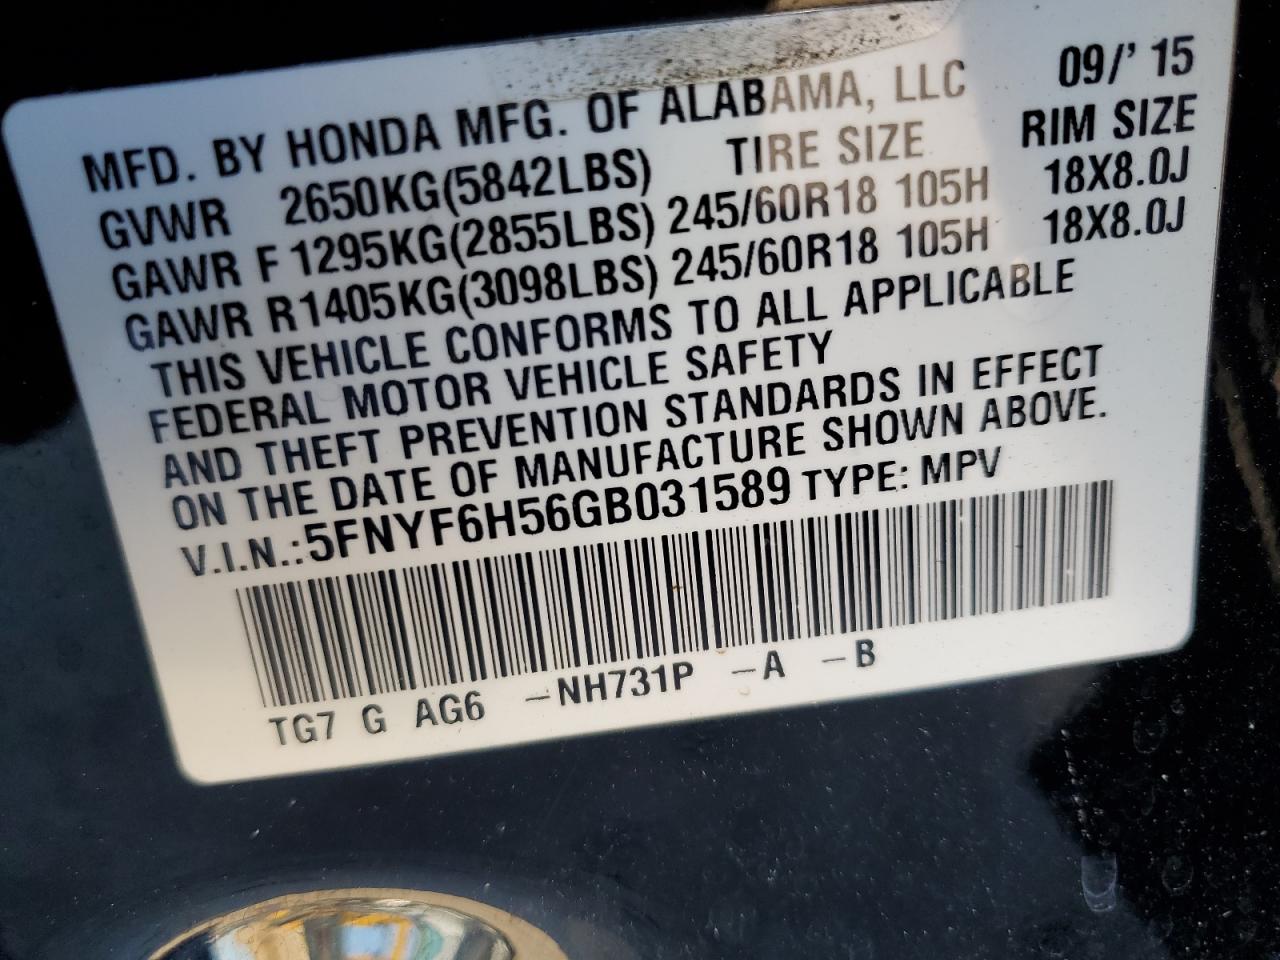 MFD. BY HONDA MFG. OF ALABAMA, LLC 09/' 15
GVWR 2650KG(5842LBS) TIRE SIZE RIM SIZE
GAWR F 1295KG(2855LBS) 245/60R18 105H 18X8.0J
GAWR R1405KG(3098LBS) 245/60R18 105H 18X8.0J
THIS VEHICLE CONFORMS TO ALL APPLICABLE
FEDERAL MOTOR VEHICLE SAFETY
AND THEFT PREVENTION STANDARDS IN EFFECT
ON THE DATE OF MANUFACTURE SHOWN ABOVE.
V.I.N.:5FNYF6H56GB031589 TYPE: MPV
TG7 G AG6 -NH731P -A -B